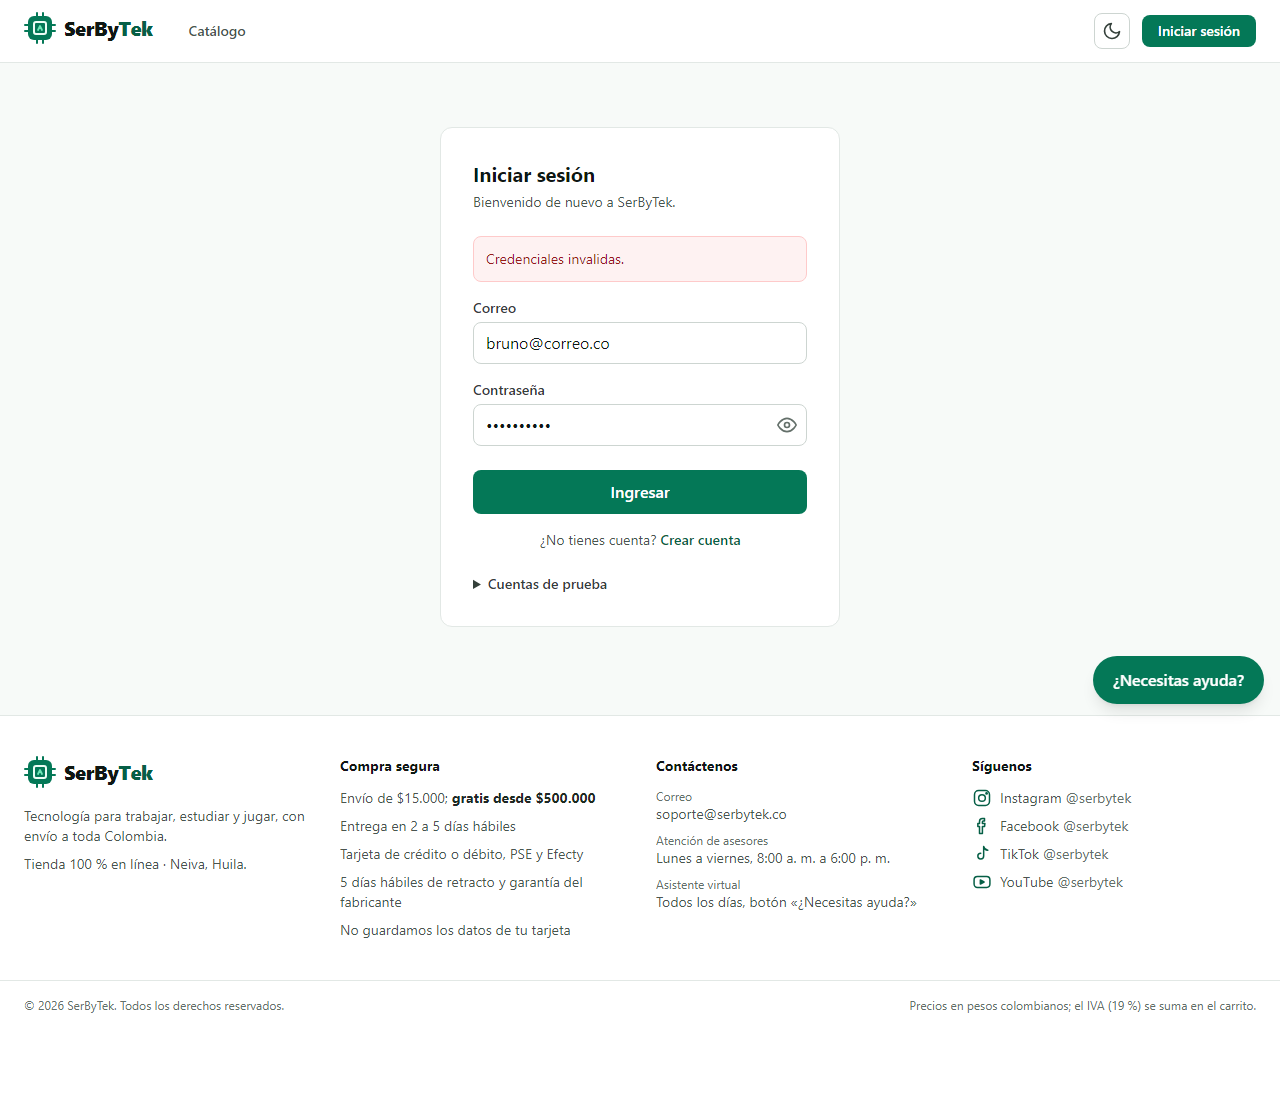 SerByTek
Catálogo
Iniciar sesión
Iniciar sesión
Bienvenido de nuevo a SerByTek.
Credenciales invalidas.
Correo
bruno@correo.co
Contraseña
••••••••••
Ingresar
¿No tienes cuenta? Crear cuenta
Cuentas de prueba
¿Necesitas ayuda?
SerByTek
Tecnología para trabajar, estudiar y jugar, con
envío a toda Colombia.
Tienda 100 % en línea · Neiva, Huila.
Compra segura
Envío de $15.000; gratis desde $500.000
Entrega en 2 a 5 días hábiles
Tarjeta de crédito o débito, PSE y Efecty
5 días hábiles de retracto y garantía del
fabricante
No guardamos los datos de tu tarjeta
Contáctenos
Correo
soporte@serbytek.co
Atención de asesores
Lunes a viernes, 8:00 a. m. a 6:00 p. m.
Asistente virtual
Todos los días, botón «¿Necesitas ayuda?»
Síguenos
Instagram @serbytek
Facebook @serbytek
TikTok @serbytek
YouTube @serbytek
© 2026 SerByTek. Todos los derechos reservados.
Precios en pesos colombianos; el IVA (19 %) se suma en el carrito.